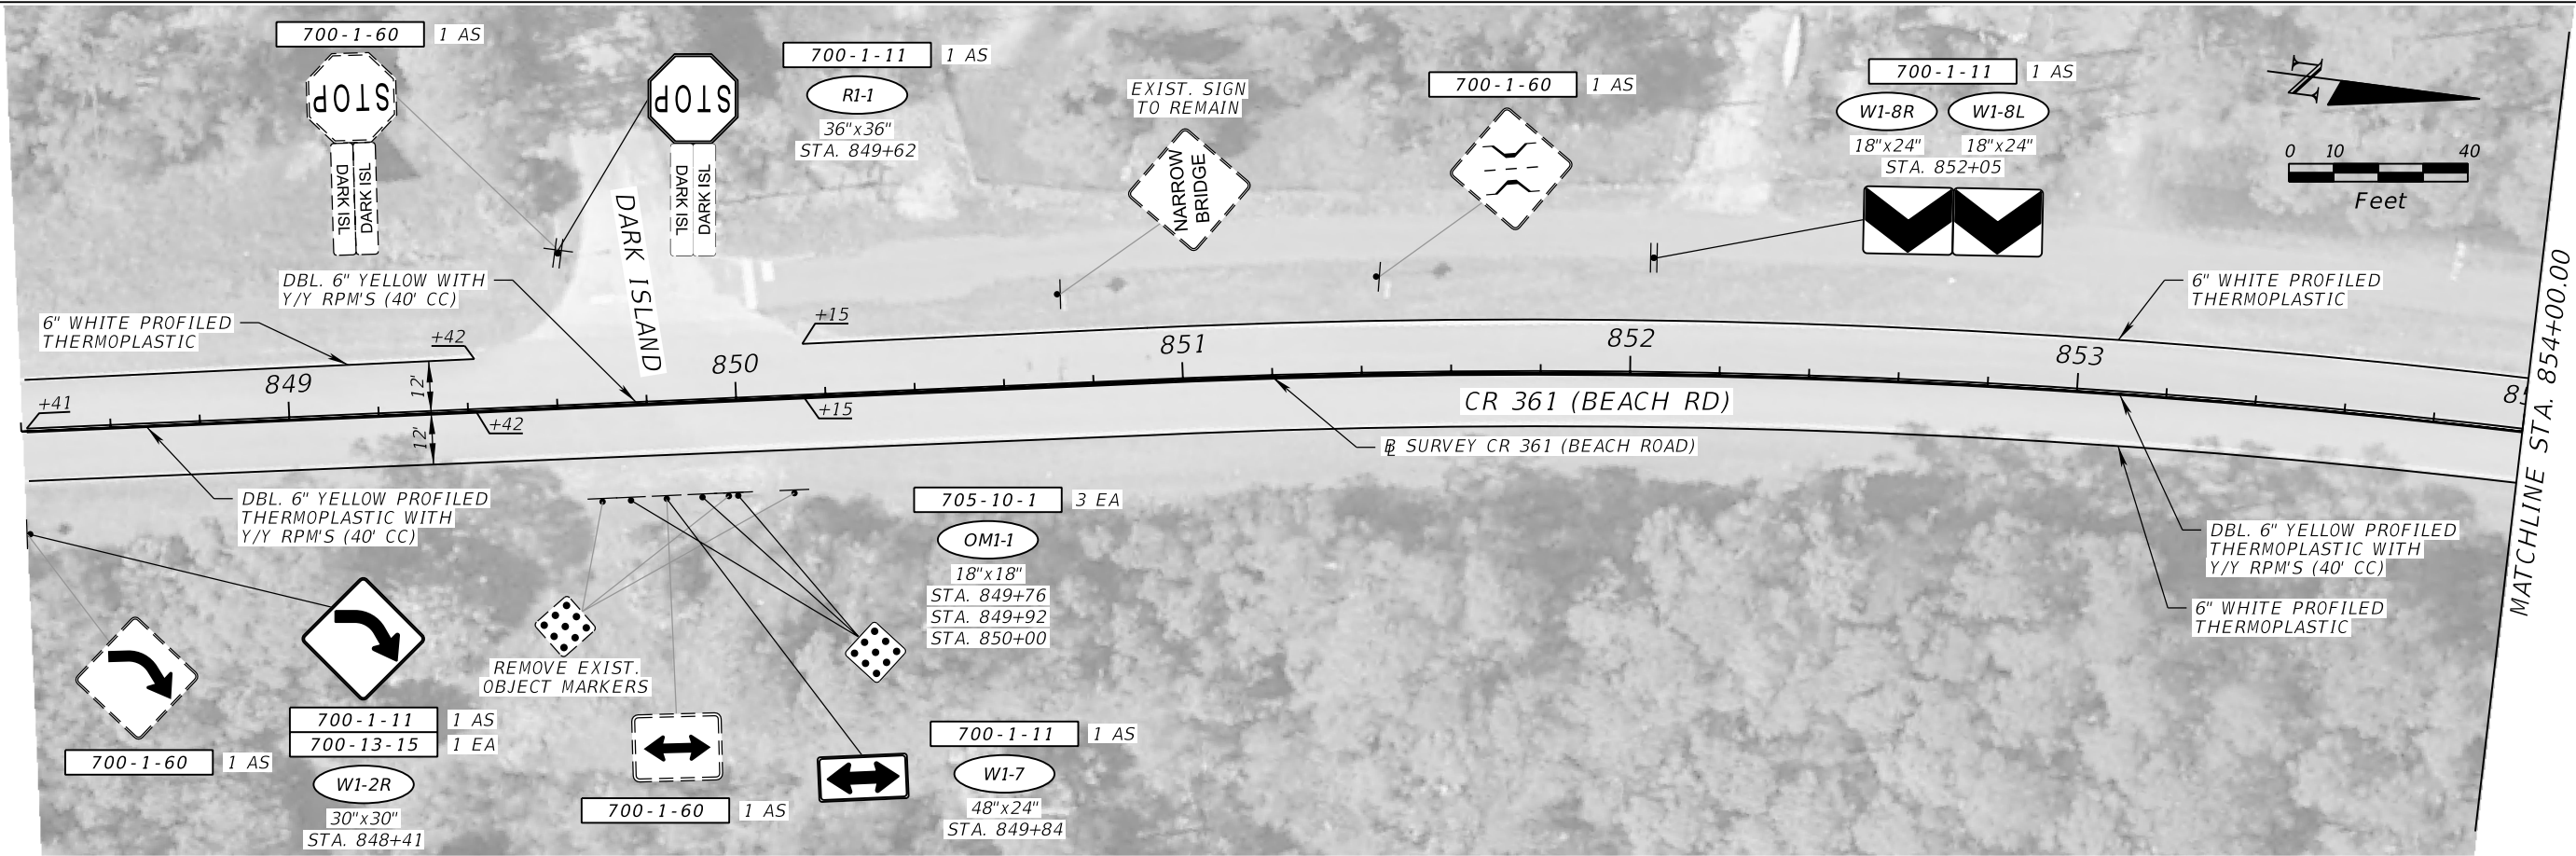 700-1-60 1 AS
STOP
DARK ISL
DARK ISL
STOP
DARK ISL
DARK ISL
700-1-11 1 AS
R1-1
36"x36"
STA. 849+62
EXIST. SIGN
TO REMAIN
NARROW
BRIDGE
700-1-60 1 AS
700-1-11 1 AS
W1-8R W1-8L
18"x24" 18"x24"
STA. 852+05
N
0 10 40
Feet
DARK ISLAND
DBL. 6" YELLOW WITH
Y/Y RPM'S (40' CC)
6" WHITE PROFILED
THERMOPLASTIC
+42
+15
6" WHITE PROFILED
THERMOPLASTIC
849
850
851
852
853
+41
12'
12'
+42
+15
CR 361 (BEACH RD)
BL SURVEY CR 361 (BEACH ROAD)
MATCHLINE STA. 854+00.00
DBL. 6" YELLOW PROFILED
THERMOPLASTIC WITH
Y/Y RPM'S (40' CC)
705-10-1 3 EA
OM1-1
18"x18"
STA. 849+76
STA. 849+92
STA. 850+00
DBL. 6" YELLOW PROFILED
THERMOPLASTIC WITH
Y/Y RPM'S (40' CC)
6" WHITE PROFILED
THERMOPLASTIC
REMOVE EXIST.
OBJECT MARKERS
700-1-60 1 AS
700-1-11 1 AS
700-13-15 1 EA
W1-2R
30"x30"
STA. 848+41
700-1-60 1 AS
700-1-11 1 AS
W1-7
48"x24"
STA. 849+84